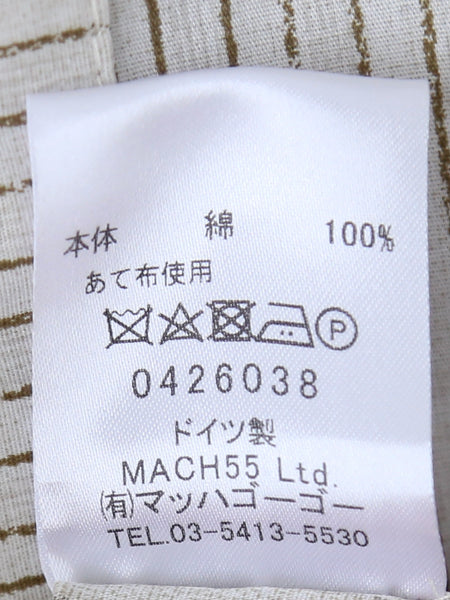 本体 綿 100%
あて布使用
P
0426038
ドイツ製
MACH55 Ltd.
(有)マッハゴーゴー
TEL.03-5413-5530